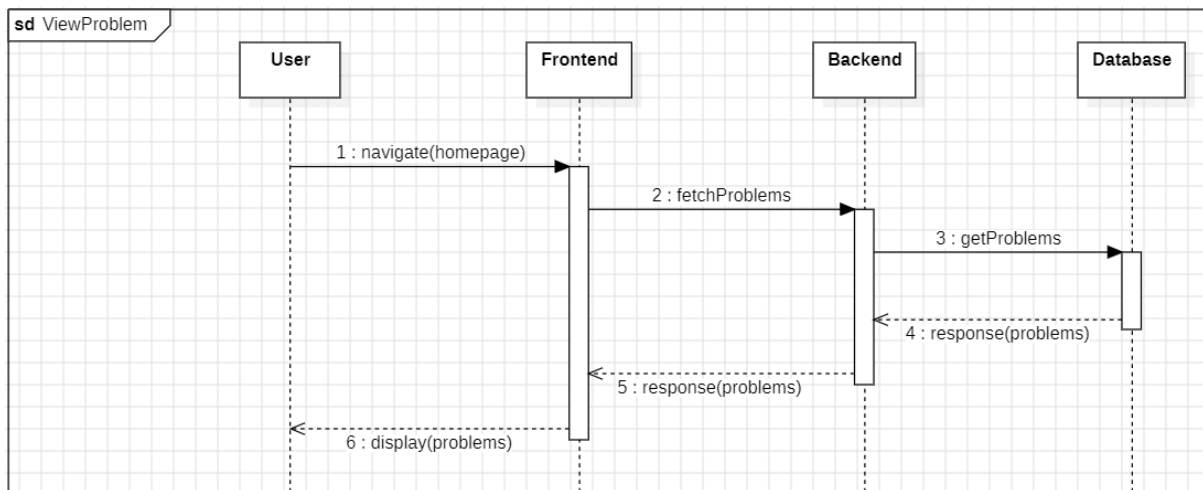 sd ViewProblem
User
Frontend
Backend
Database
1 : navigate(homepage)
2 : fetchProblems
3 : getProblems
4 : response(problems)
5 : response(problems)
6 : display(problems)